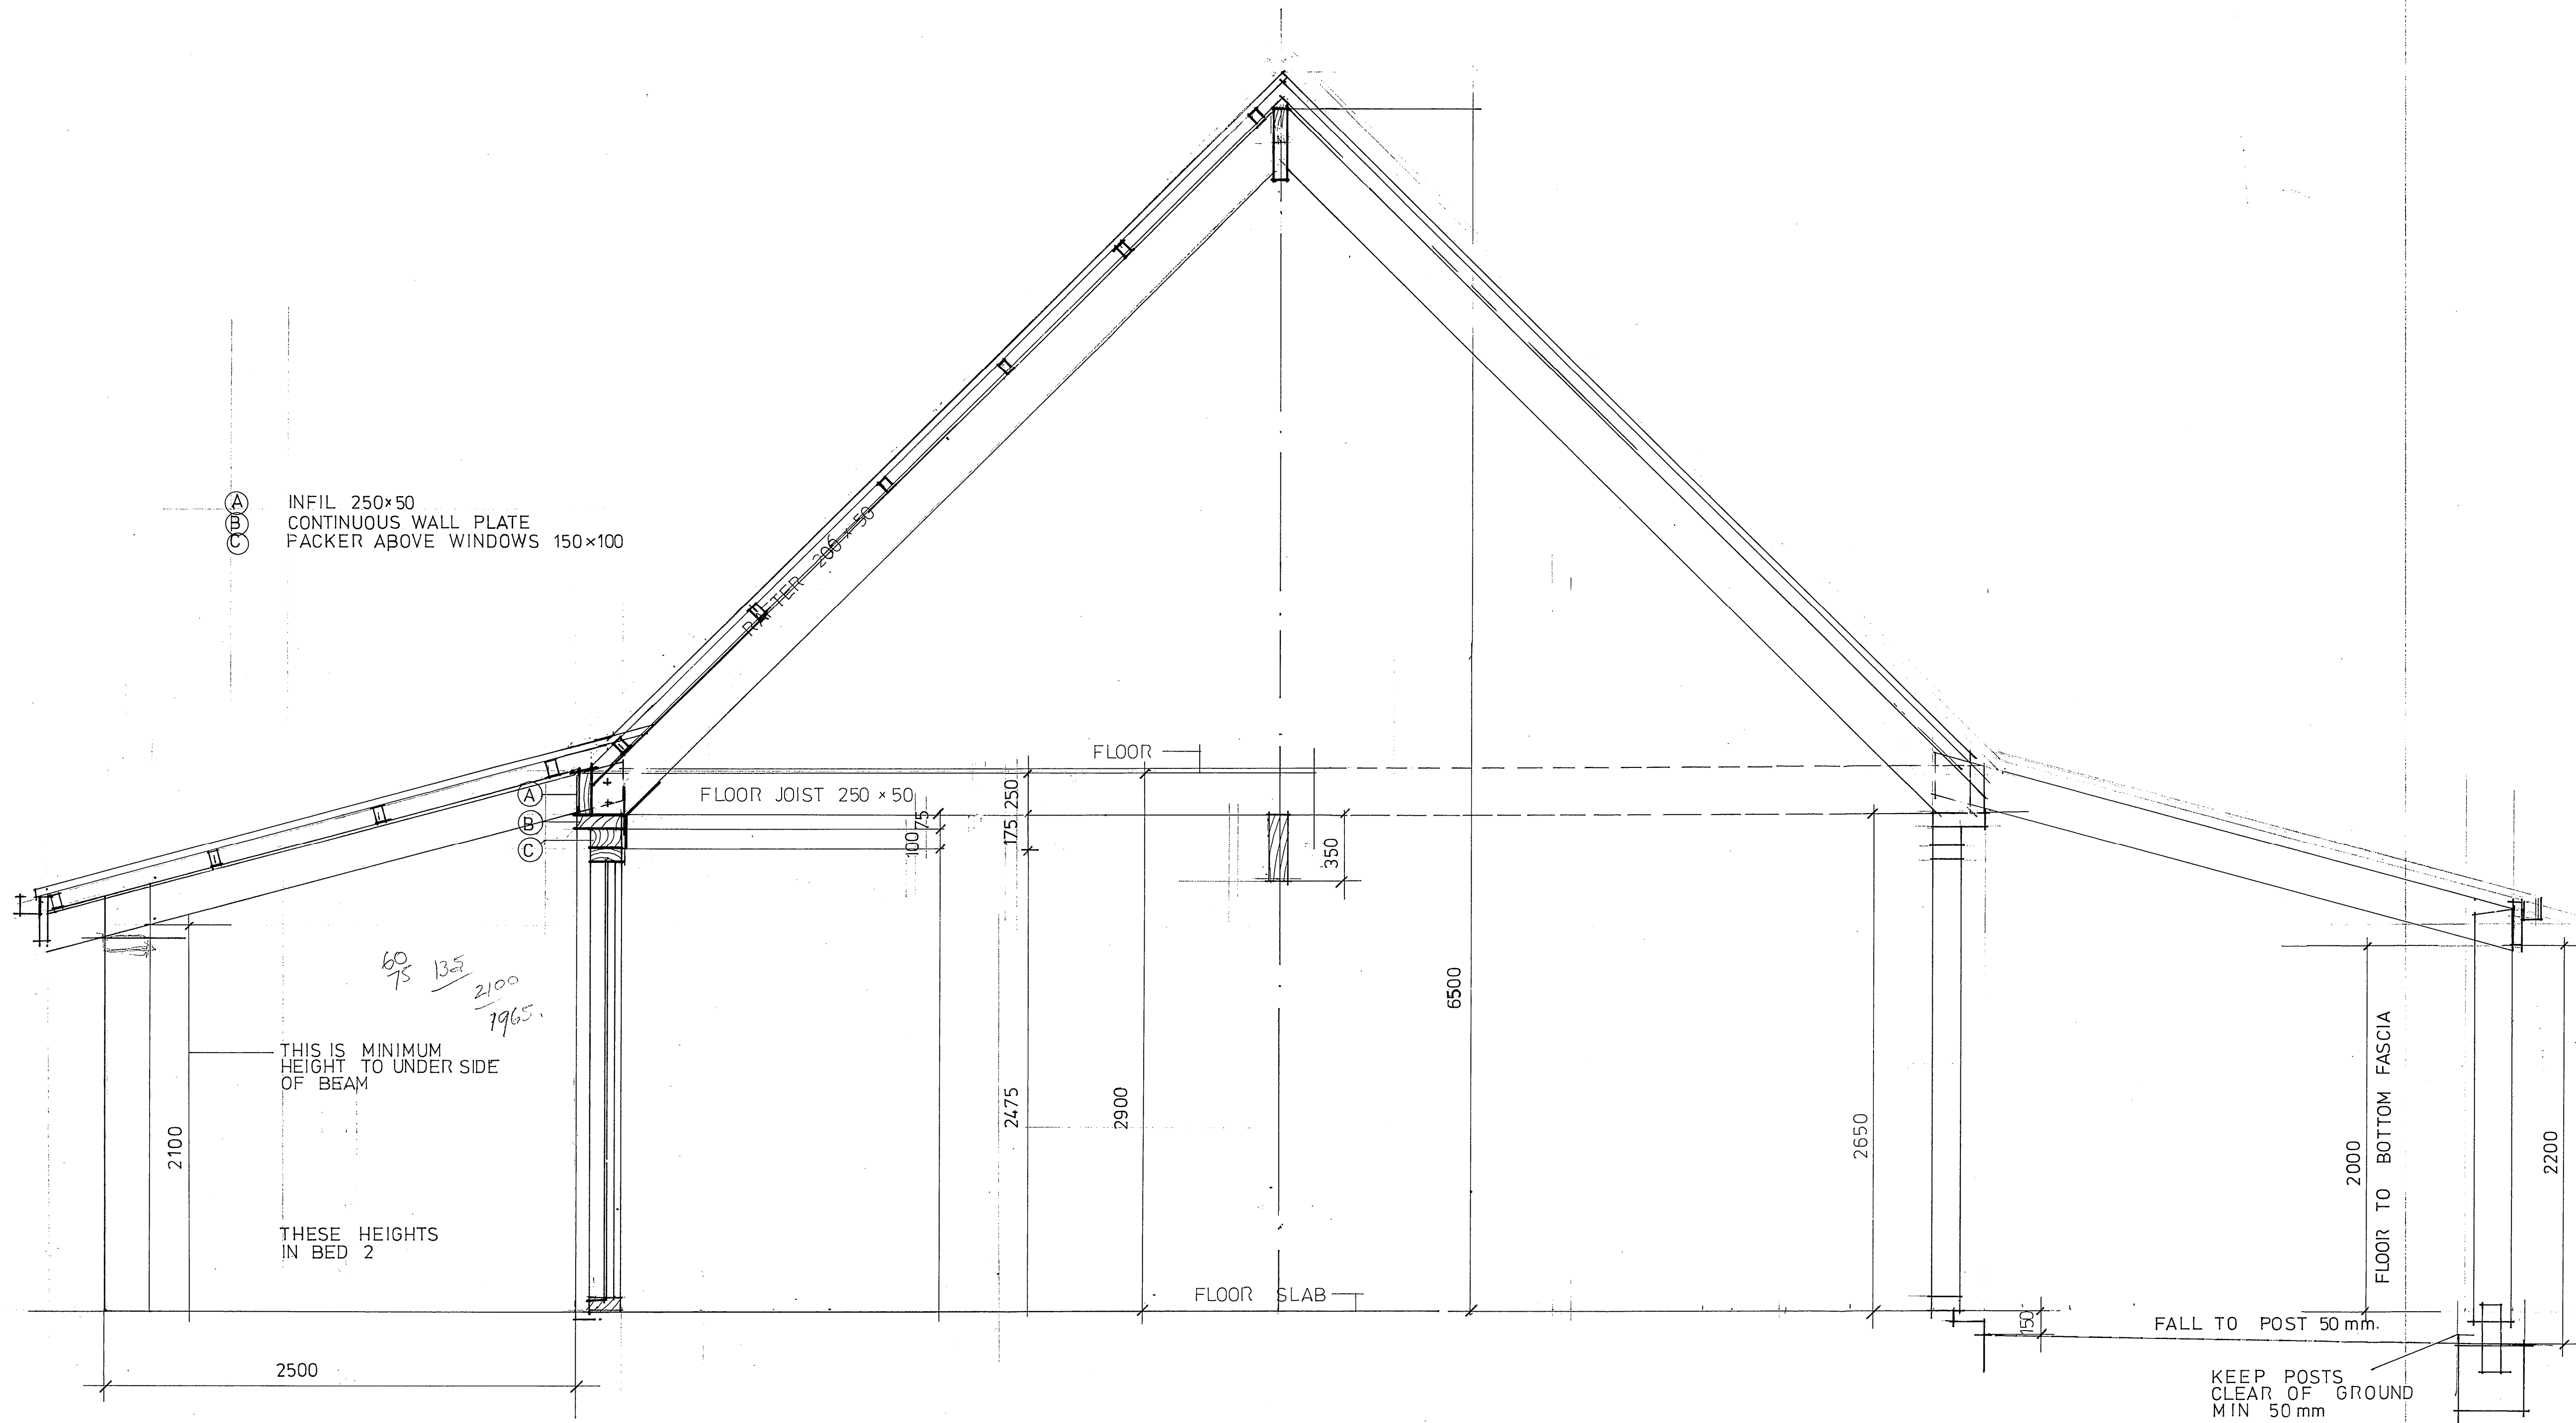 A INFIL 250×50
B CONTINUOUS WALL PLATE
C PACKER ABOVE WINDOWS 150×100
RAFTER 200 × 50
FLOOR
A
FLOOR JOIST 250 × 50
B
C
250
175
75
100
350
60
75
135
2100
1965.
THIS IS MINIMUM
HEIGHT TO UNDER SIDE
OF BEAM
2100
THESE HEIGHTS
IN BED 2
2475
2900
6500
2650
2000
FLOOR TO BOTTOM FASCIA
2200
FLOOR SLAB
150
FALL TO POST 50 mm.
2500
KEEP POSTS
CLEAR OF GROUND
MIN 50 mm